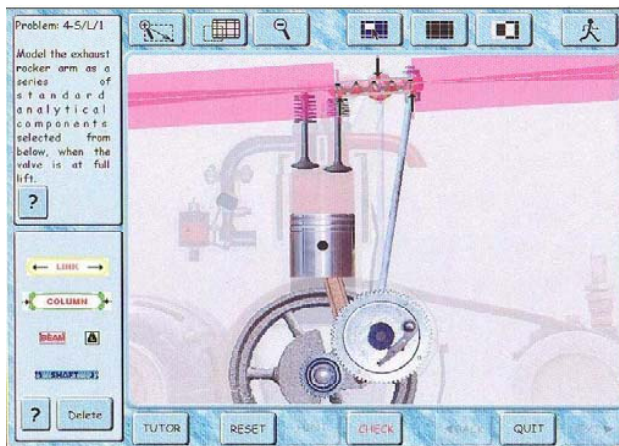 Problem: 4-S/L/1
Model the exhaust
rocker arm as a
series of
standard
analytical
components
selected from
below, when the
valve is at full
lift.
?
LINK
COLUMN
BEAM
SHAFT
? Delete
TUTOR RESET CHECK BACK QUIT